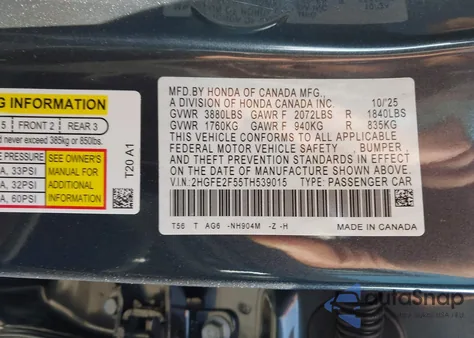 G INFORMATION
5 FRONT 2 REAR 3
d never exceed 385kg or 850lbs.
E PRESSURE
A, 33PSI
A, 32PSI
A, 60PSI
SEE OWNER'S
MANUAL FOR
ADDITIONAL
INFORMATION
T20 A1
MFD.BY HONDA OF CANADA MFG.,
A DIVISION OF HONDA CANADA INC. 10/'25
GVWR 3880LBS GAWR F 2072LBS R 1840LBS
GVWR 1760KG GAWR F 940KG R 835KG
THIS VEHICLE CONFORMS TO ALL APPLICABLE
FEDERAL MOTOR VEHICLE SAFETY , BUMPER ,
AND THEFT PREVENTION STANDARDS IN EFFECT
ON THE DATE OF MANUFACTURE SHOWN ABOVE.
V.I.N: 2HGFE2F55TH539015 TYPE: PASSENGER CAR
T56 T AG6 -NH904M -Z -H
MADE IN CANADA
autoSnap